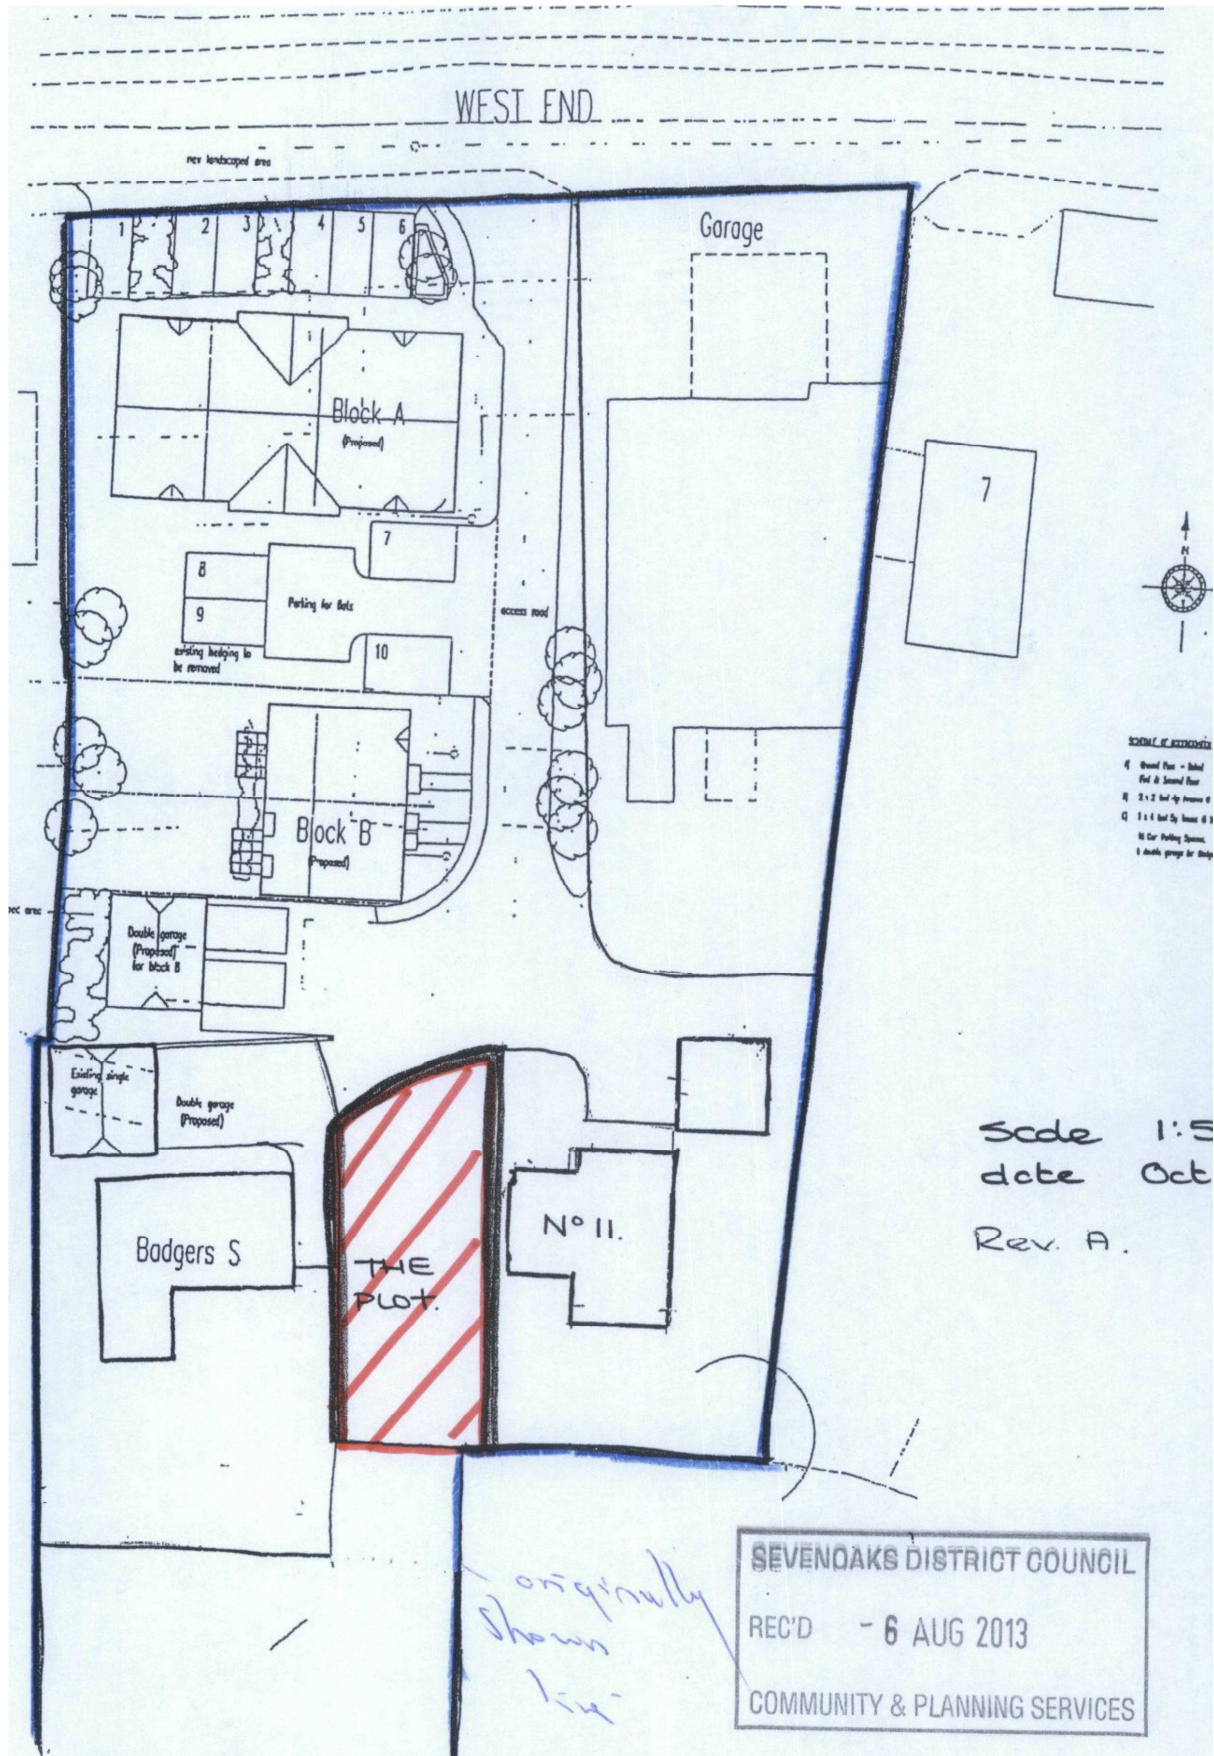 WEST END
new landscaped area
1
2
3
4
5
6
Garage
Block A
(Proposed)
7
7
N
8
9
Parking for flats
access road
existing hedging to
be removed
10
Block B
(Proposed)
Double garage
(Proposed)
for block B
Existing single
garage
Double garage
(Proposed)
Badgers S
THE
PLOT.
Nº 11.
scale 1:5
date Oct
Rev. A.
originally
shown
line
SEVENOAKS DISTRICT COUNCIL
REC'D - 6 AUG 2013
COMMUNITY & PLANNING SERVICES